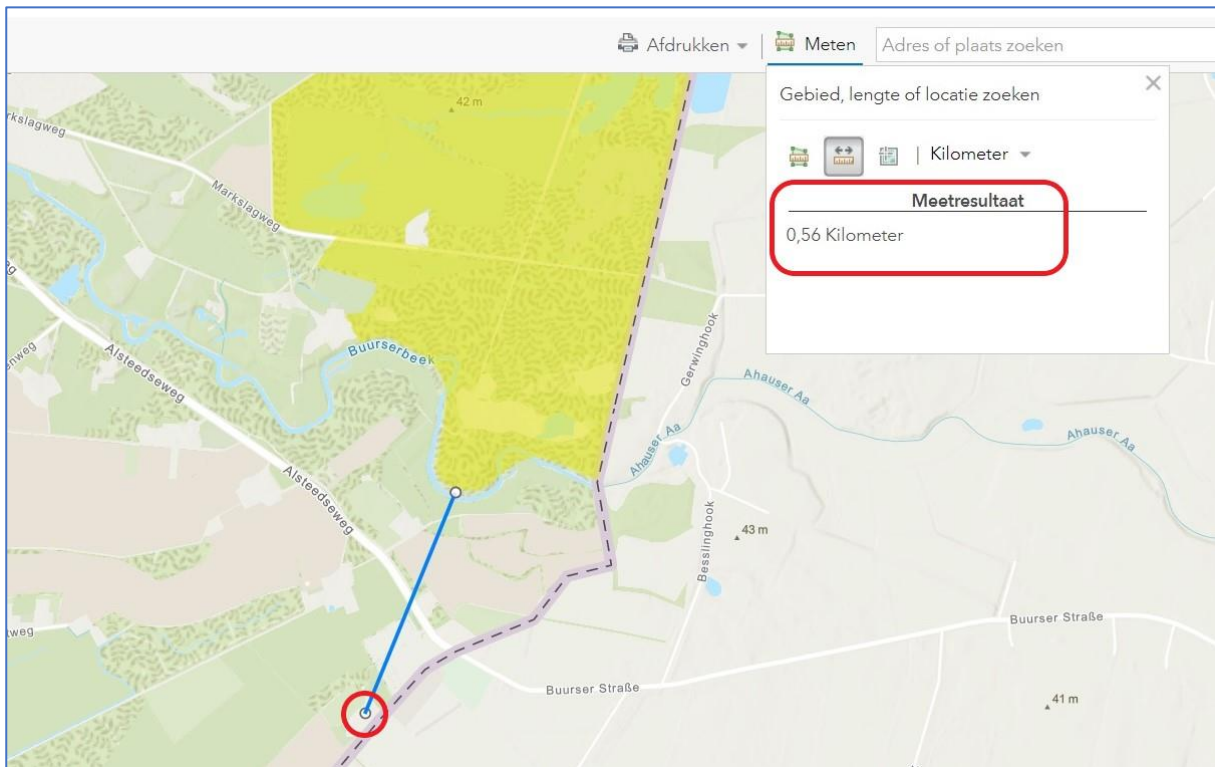 Afdrukken
Meten
Adres of plaats zoeken
Gebied, lengte of locatie zoeken
Kilometer
Meetresultaat
0,56 Kilometer
42 m
rkslagweg
Markslagweg
Buurserbeek
Alsteedseweg
Gerwinghook
Ahauser Aa
Ahauser Aa
Ahauser Aa
Alsteedseweg
Besslinghook
43 m
Buurser Straße
tweg
Buurser Straße
41 m